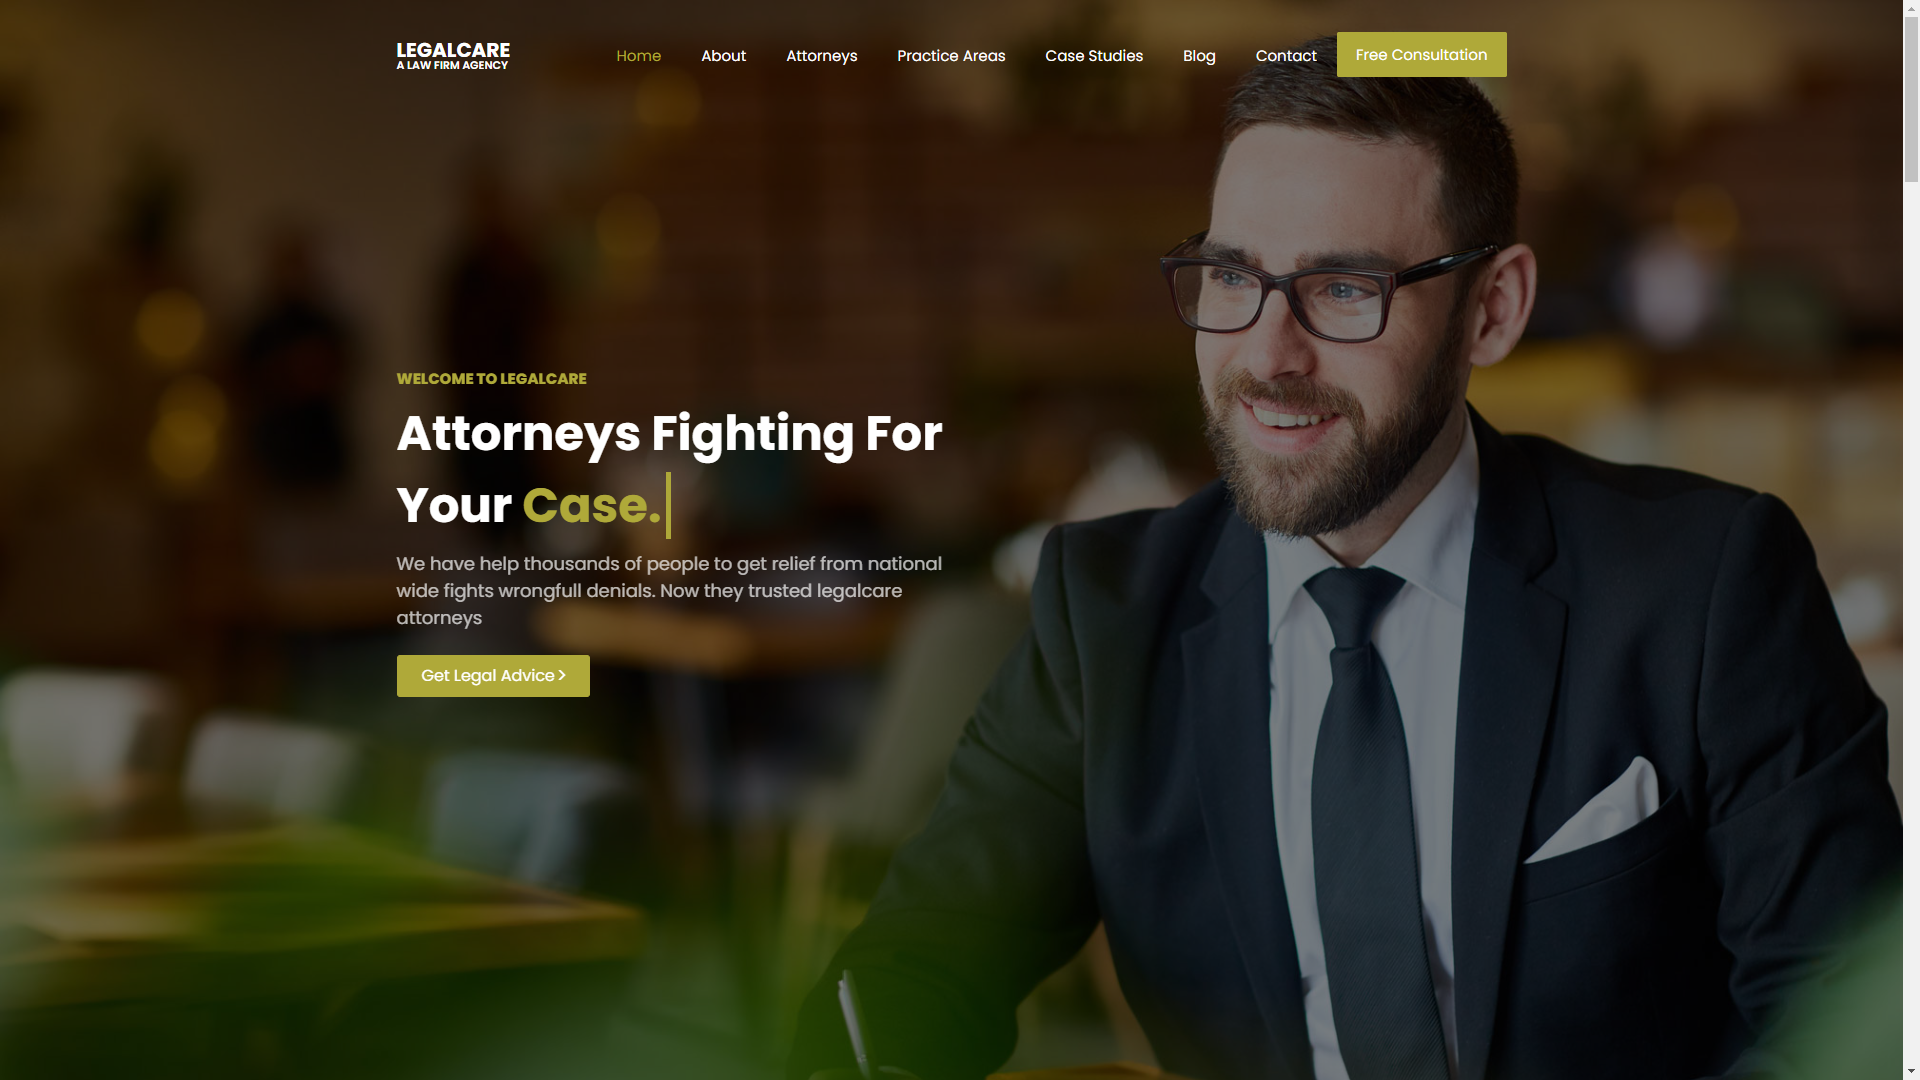 LEGALCARE
A LAW FIRM AGENCY
Home About Attorneys Practice Areas Case Studies Blog Contact Free Consultation
WELCOME TO LEGALCARE
Attorneys Fighting For
Your Case.
We have help thousands of people to get relief from national
wide fights wrongfull denials. Now they trusted legalcare
attorneys
Get Legal Advice >